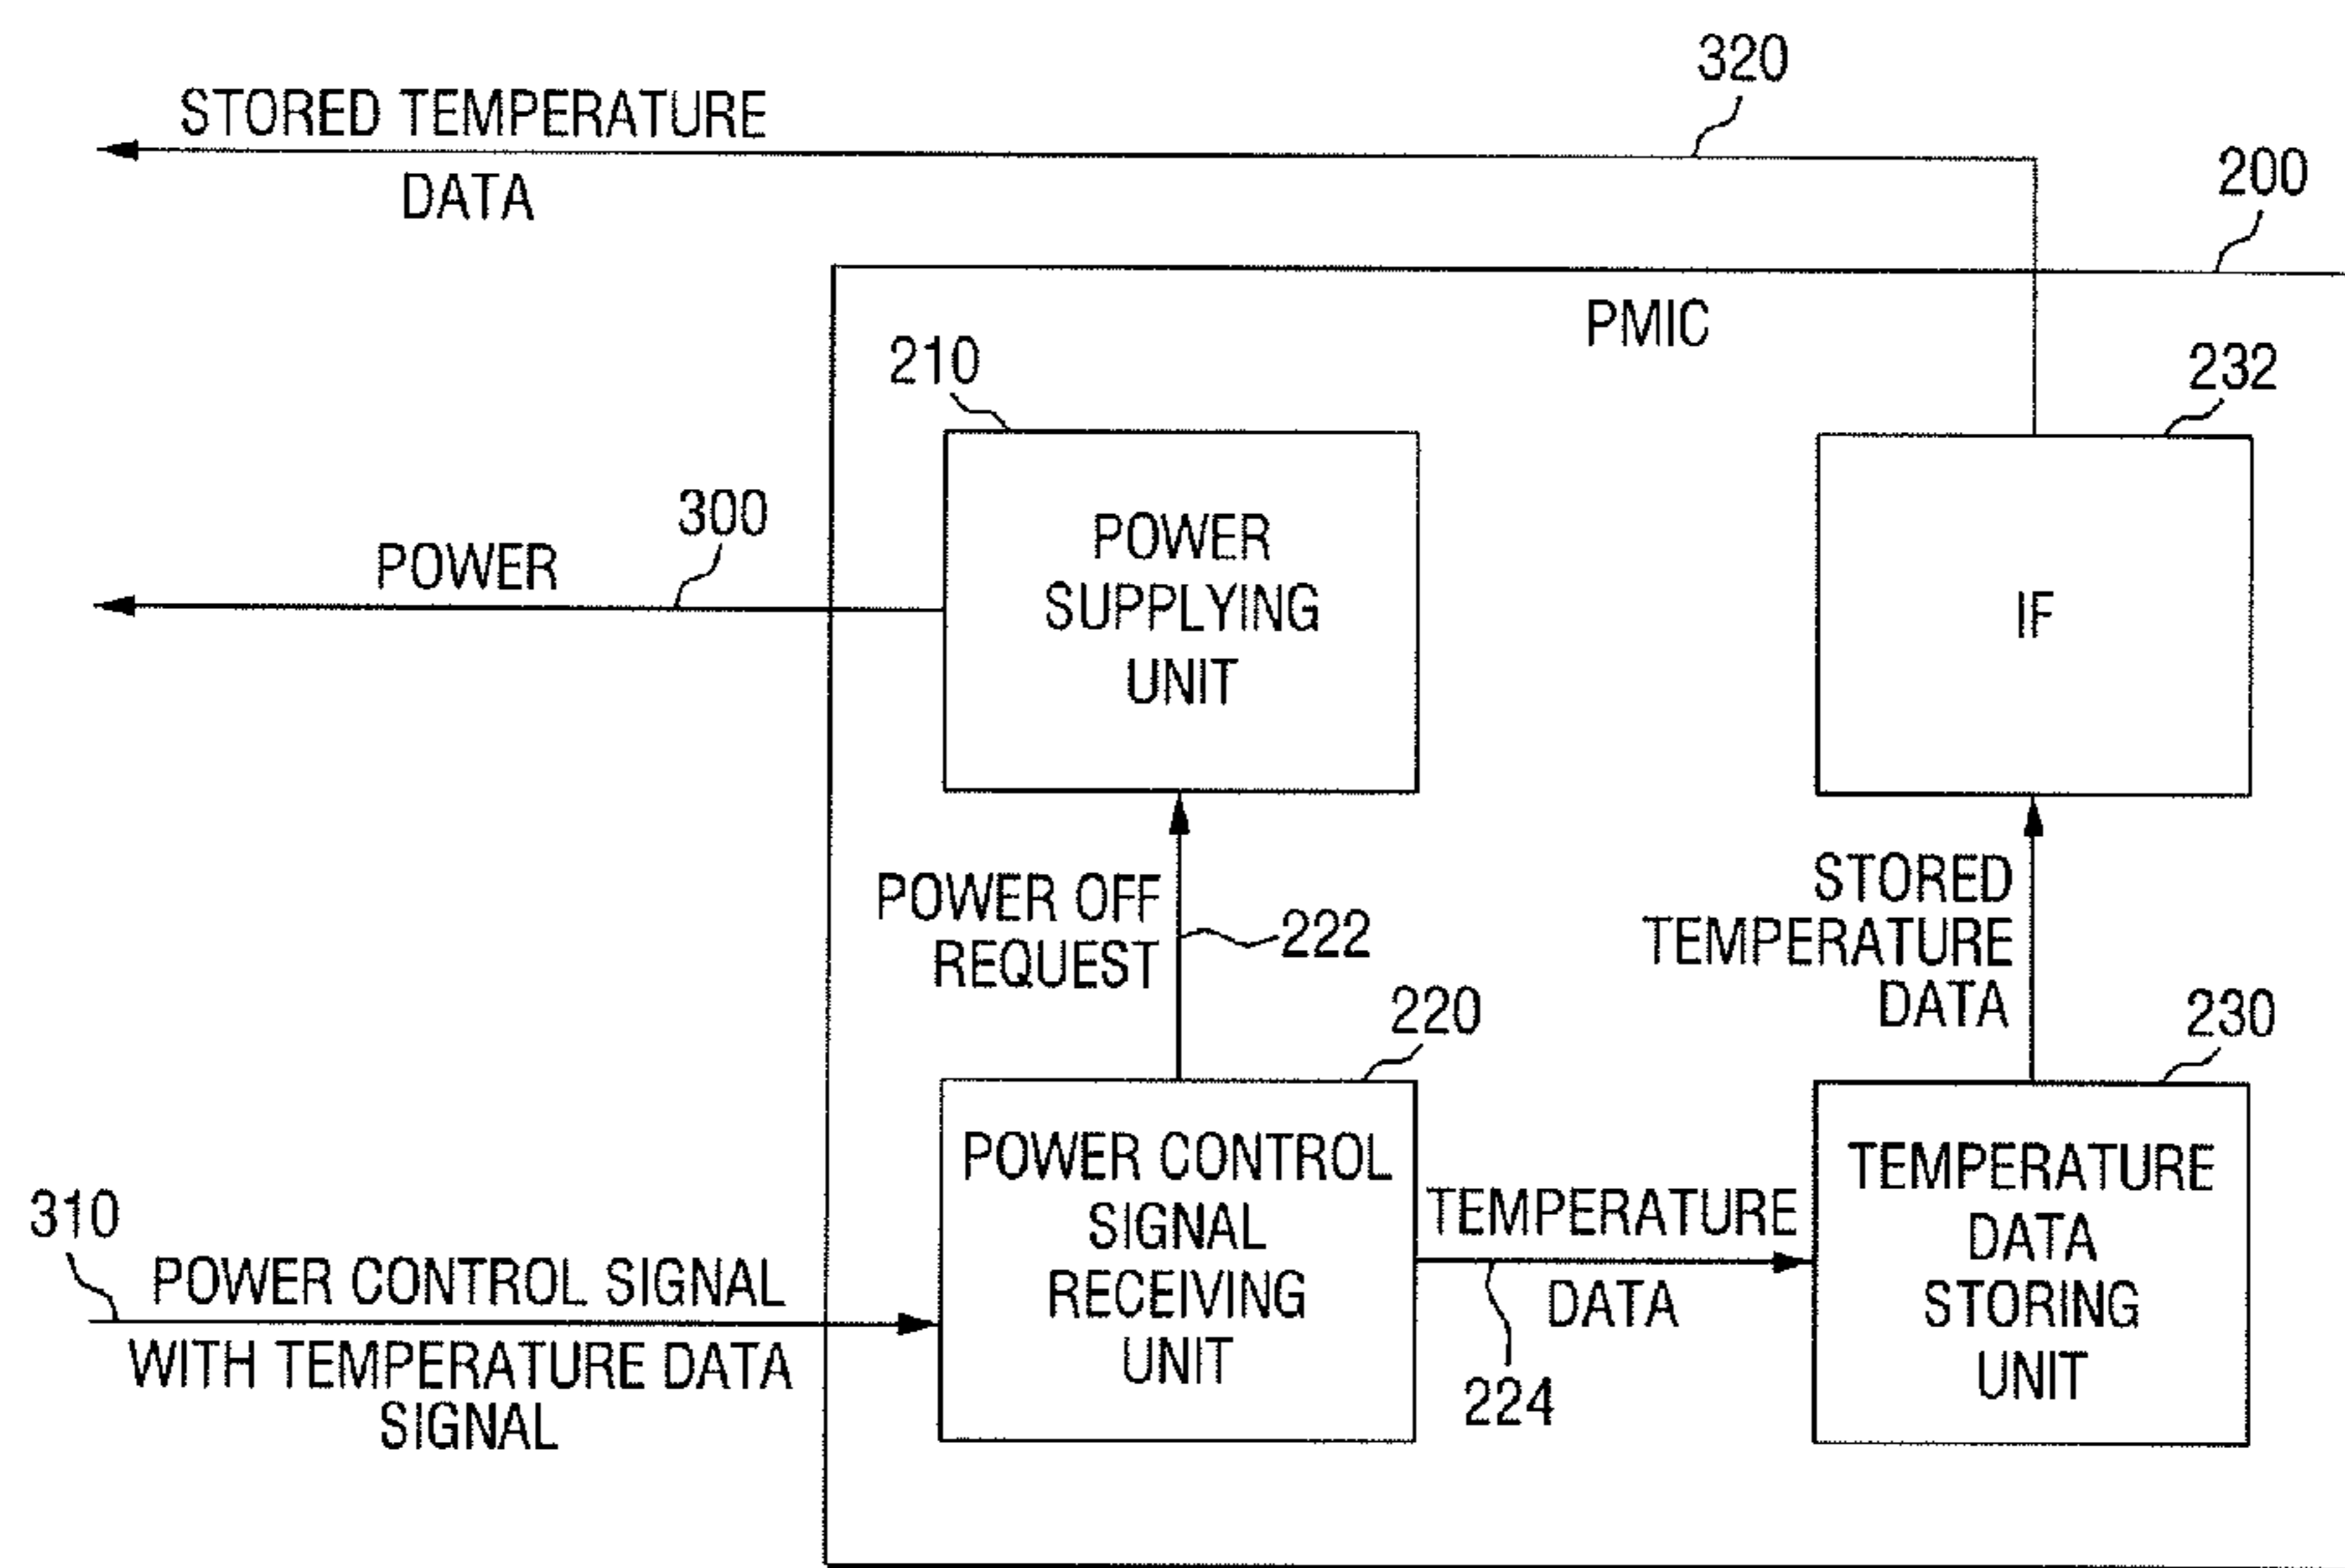 320
STORED TEMPERATURE
DATA
200
PMIC
210
232
300
POWER
POWER
SUPPLYING
UNIT
IF
POWER OFF
REQUEST
222
STORED
TEMPERATURE
DATA
220
230
310
POWER CONTROL SIGNAL
WITH TEMPERATURE DATA
SIGNAL
POWER CONTROL
SIGNAL
RECEIVING
UNIT
TEMPERATURE
DATA
224
TEMPERATURE
DATA
STORING
UNIT